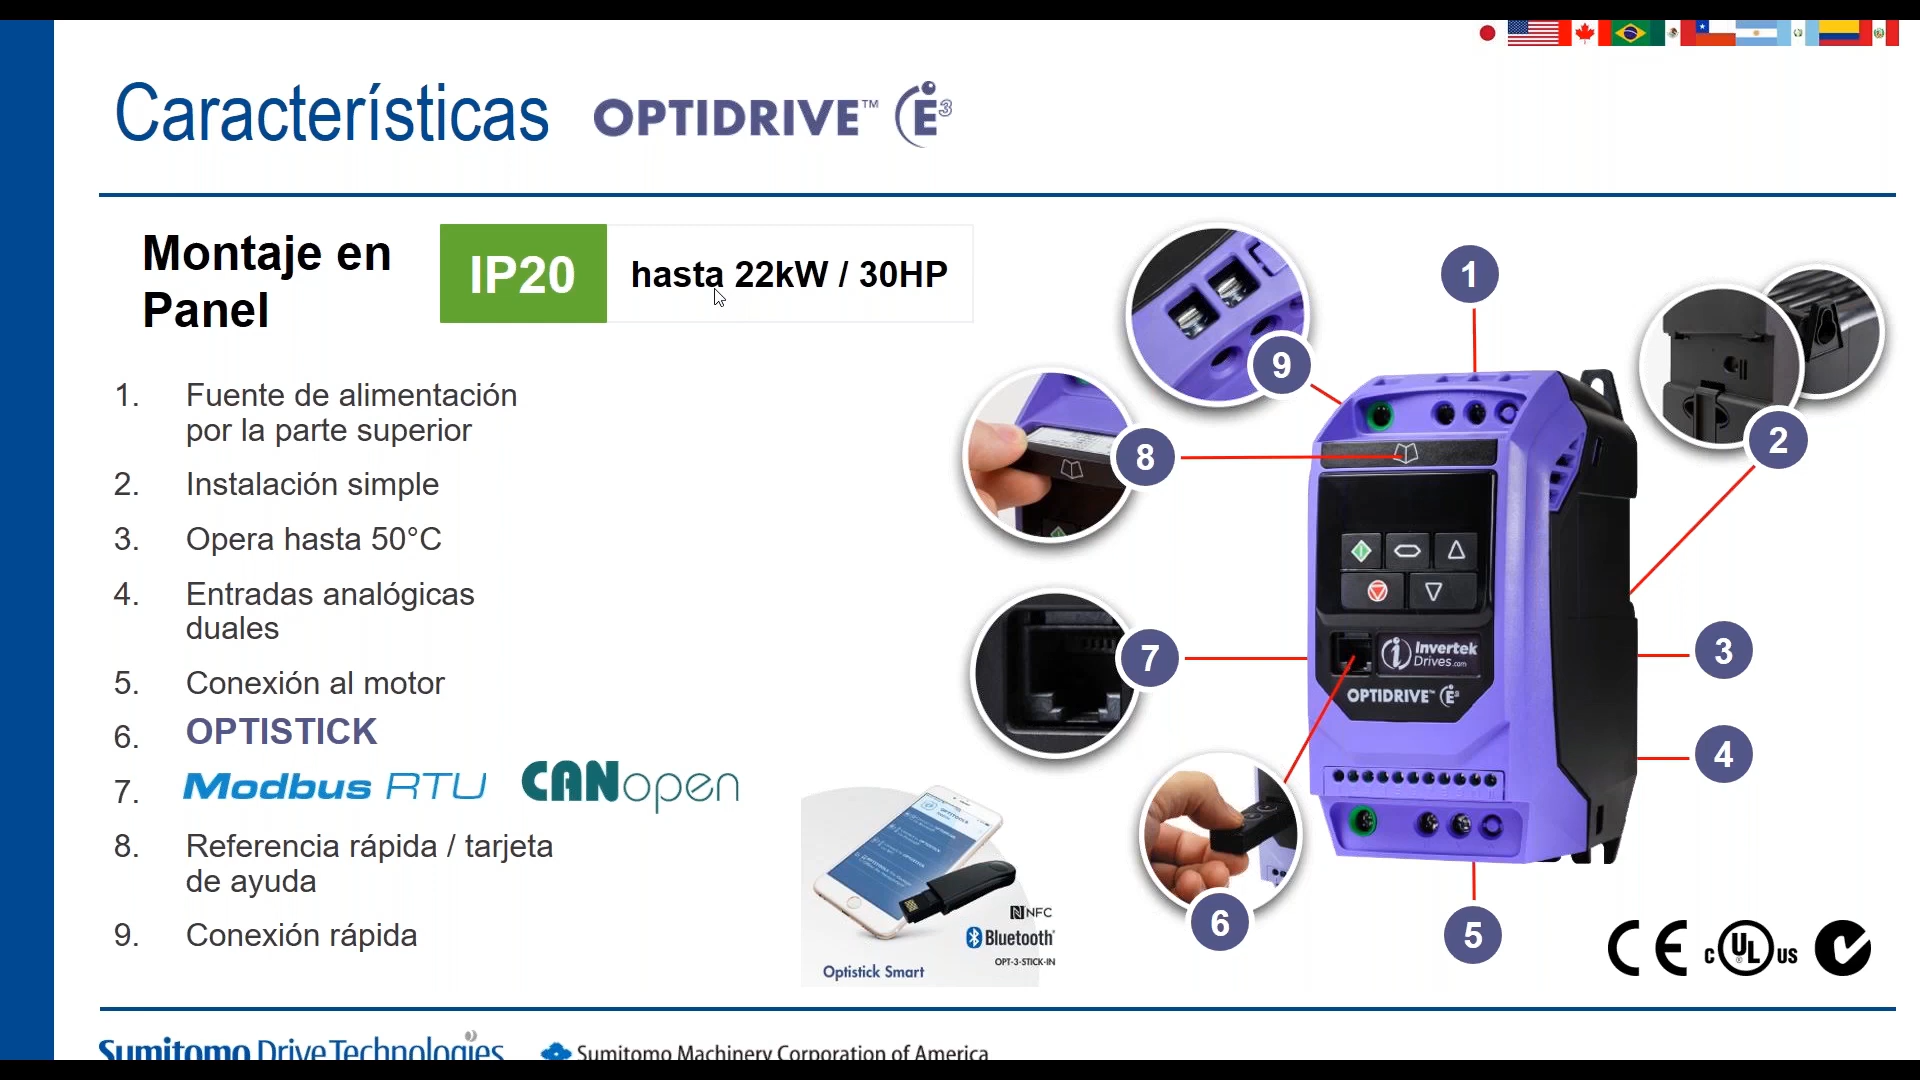 Características OPTIDRIVE™ E³
Montaje en
Panel
IP20
hasta 22kW / 30HP
1. Fuente de alimentación
por la parte superior
2. Instalación simple
3. Opera hasta 50°C
4. Entradas analógicas
duales
5. Conexión al motor
6. OPTISTICK
7. Modbus RTU CANopen
8. Referencia rápida / tarjeta
de ayuda
9. Conexión rápida
NFC
Bluetooth
OPT-3-STICK-IN
Optistick Smart
1
9
2
8
7
3
4
6
5
Invertek
Drives.com
OPTIDRIVE™ E³
CE
c UL US
Sumitomo Drive Technologies
Sumitomo Machinery Corporation of America